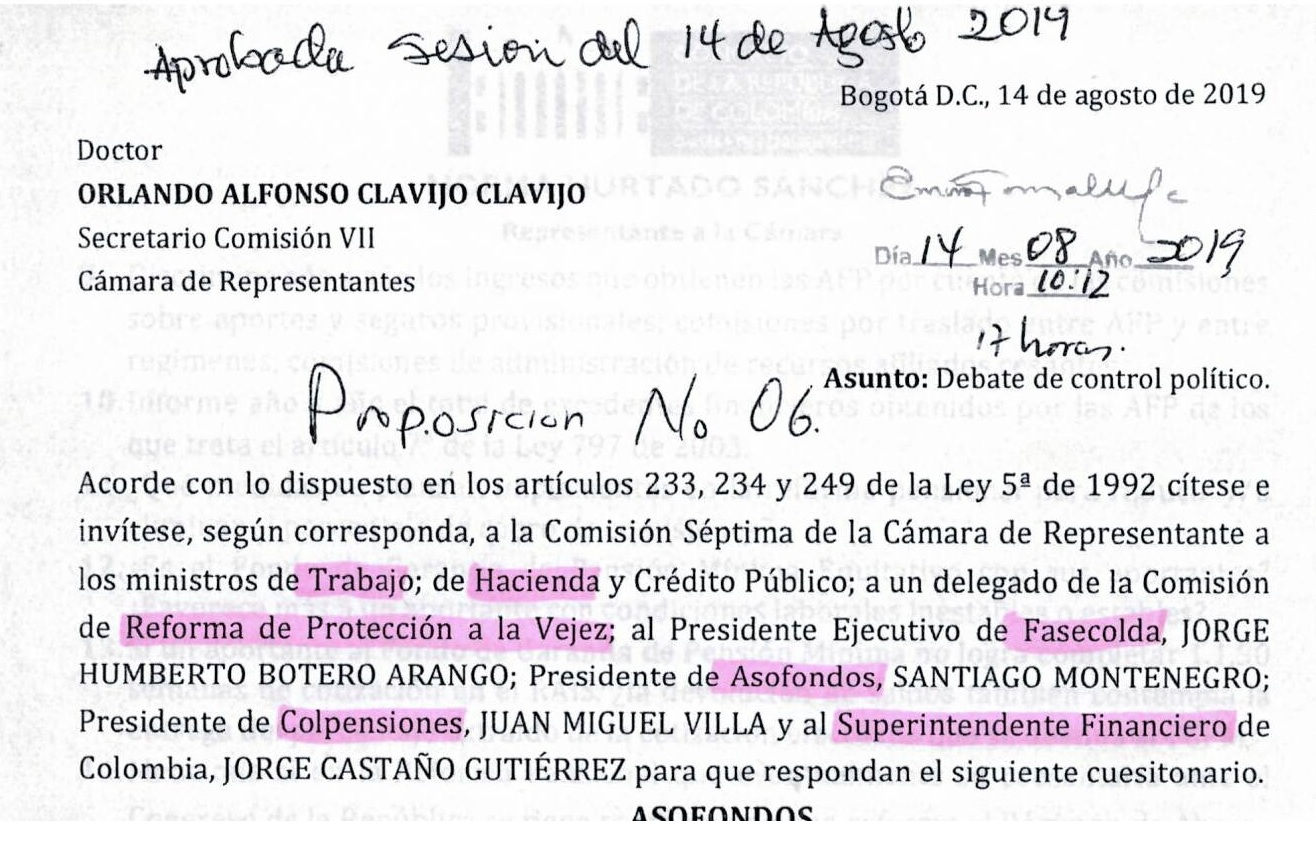 Aprobada sesion del 14 de Agosto 2019
Bogotá D.C., 14 de agosto de 2019
Doctor
ORLANDO ALFONSO CLAVIJO CLAVIJO
Secretario Comisión VII
Cámara de Representantes
NORMA HURTADO SANCH
Representante a la Cámara
Día 14 Mes 08 Año 2019
Hora 10:12
17 horas.
Asunto: Debate de control político.
Proposicion No 06.
Acorde con lo dispuesto en los artículos 233, 234 y 249 de la Ley 5ª de 1992 cítese e
invítese, según corresponda, a la Comisión Séptima de la Cámara de Representante a
los ministros de Trabajo; de Hacienda y Crédito Público; a un delegado de la Comisión
de Reforma de Protección a la Vejez; al Presidente Ejecutivo de Fasecolda, JORGE
HUMBERTO BOTERO ARANGO; Presidente de Asofondos, SANTIAGO MONTENEGRO;
Presidente de Colpensiones, JUAN MIGUEL VILLA y al Superintendente Financiero de
Colombia, JORGE CASTAÑO GUTIÉRREZ para que respondan el siguiente cuesitonario.
ASOFONDOS